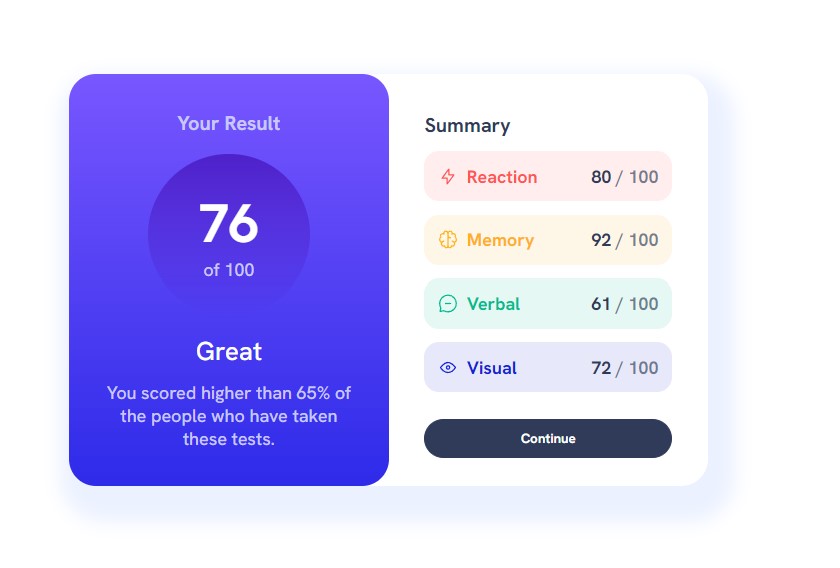 Your Result
76
of 100
Great
You scored higher than 65% of
the people who have taken
these tests.
Summary
Reaction 80 / 100
Memory 92 / 100
Verbal 61 / 100
Visual 72 / 100
Continue